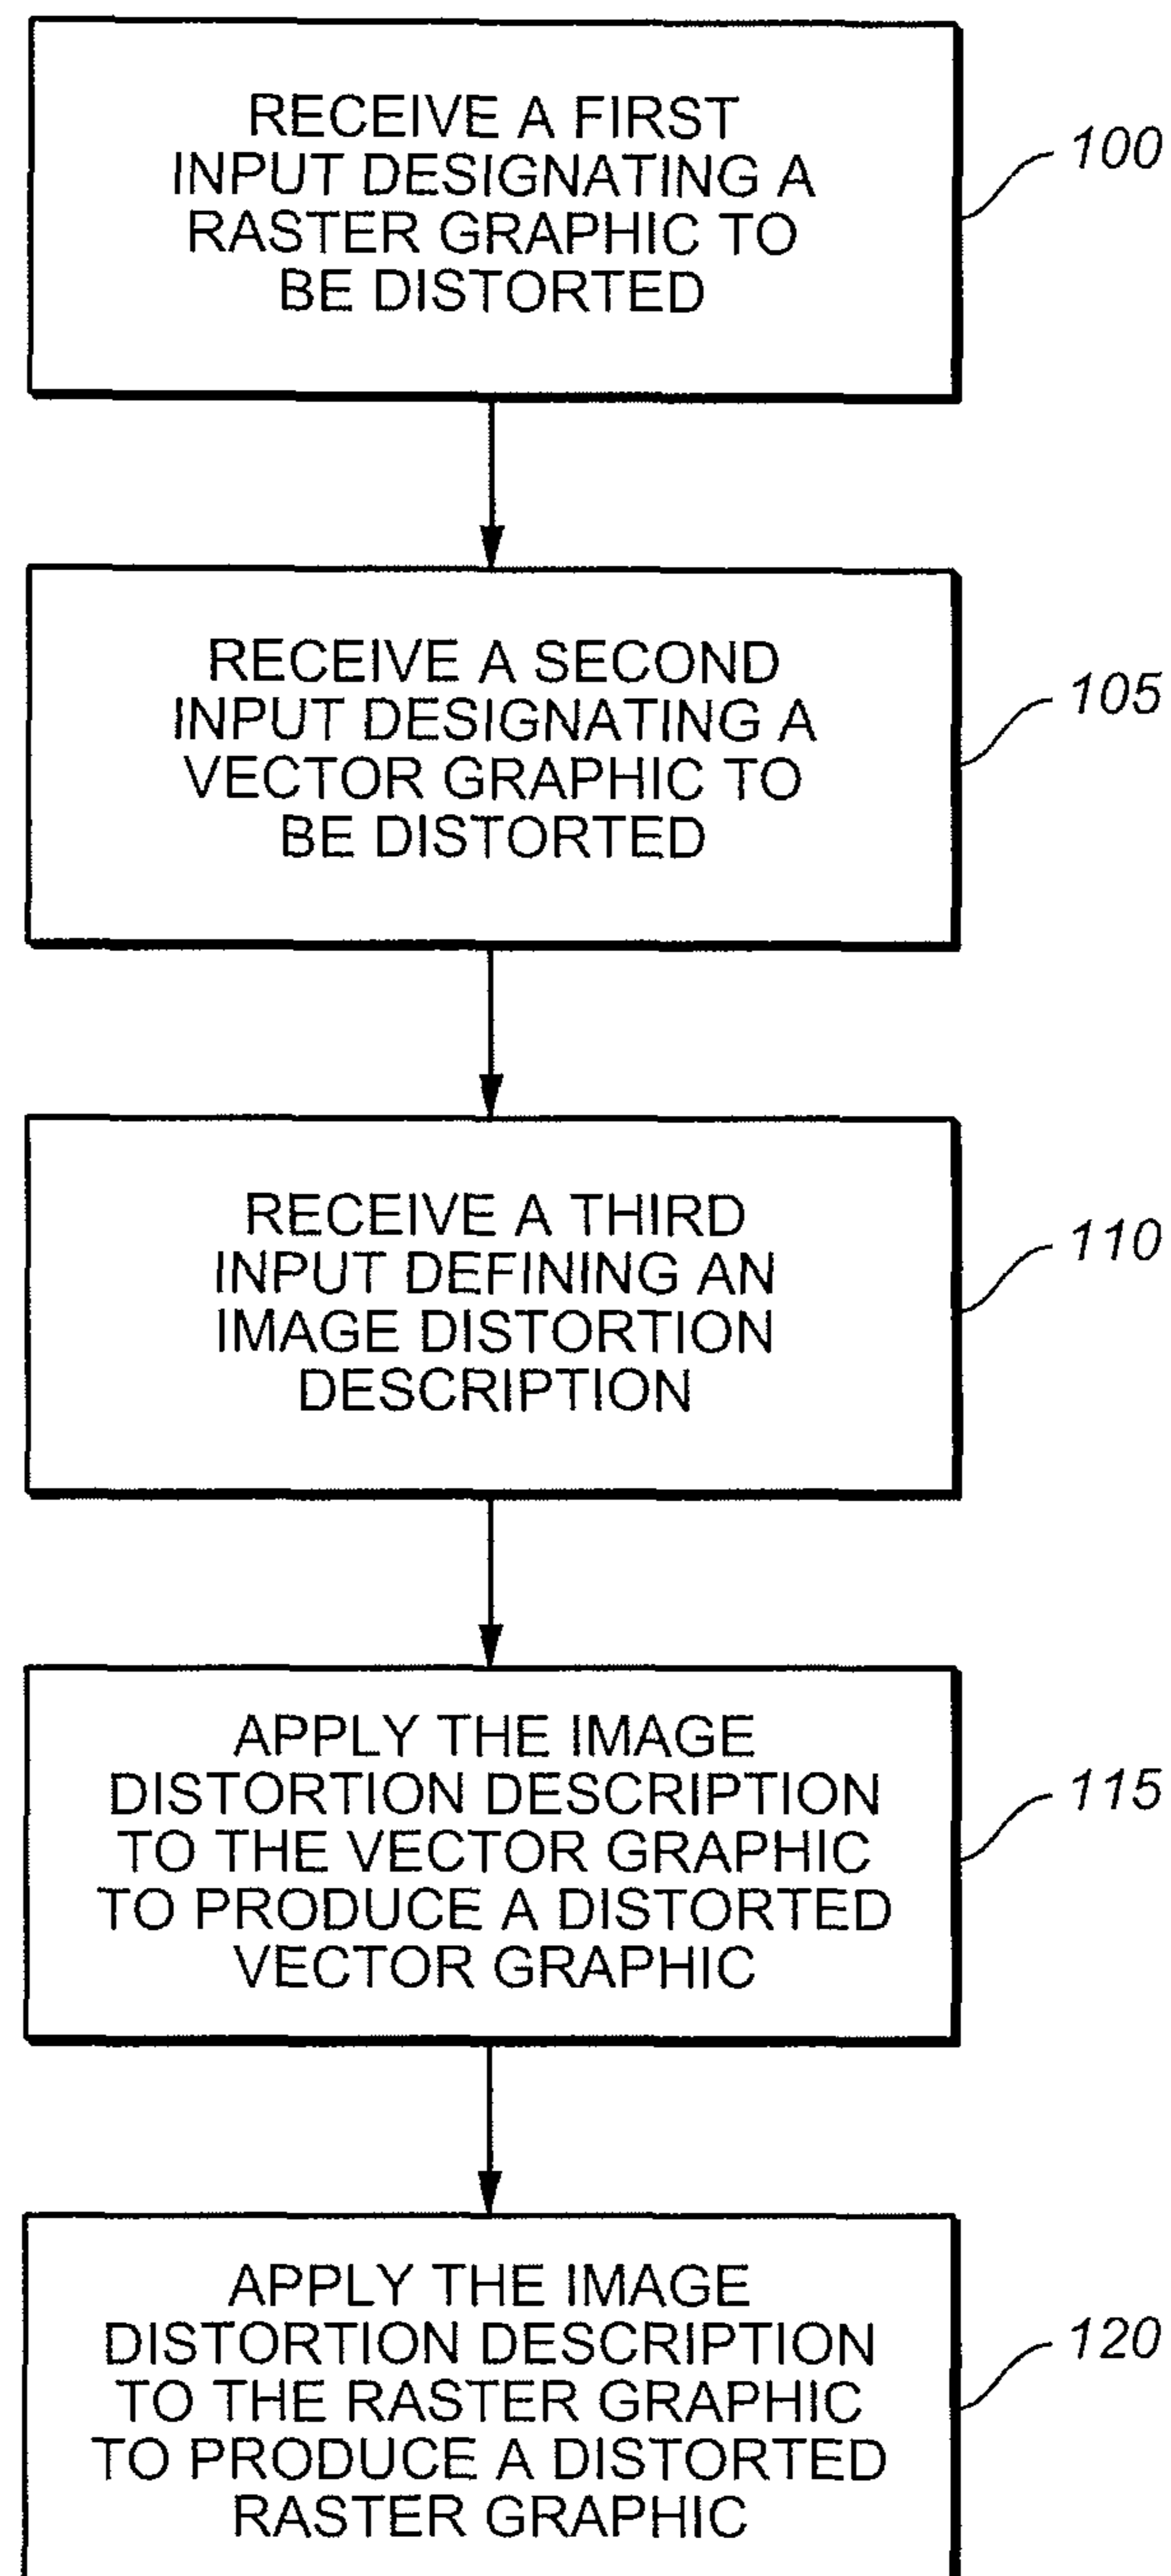 RECEIVE A FIRST
INPUT DESIGNATING A
RASTER GRAPHIC TO
BE DISTORTED
100
RECEIVE A SECOND
INPUT DESIGNATING A
VECTOR GRAPHIC TO
BE DISTORTED
105
RECEIVE A THIRD
INPUT DEFINING AN
IMAGE DISTORTION
DESCRIPTION
110
APPLY THE IMAGE
DISTORTION DESCRIPTION
TO THE VECTOR GRAPHIC
TO PRODUCE A DISTORTED
VECTOR GRAPHIC
115
APPLY THE IMAGE
DISTORTION DESCRIPTION
TO THE RASTER GRAPHIC
TO PRODUCE A DISTORTED
RASTER GRAPHIC
120